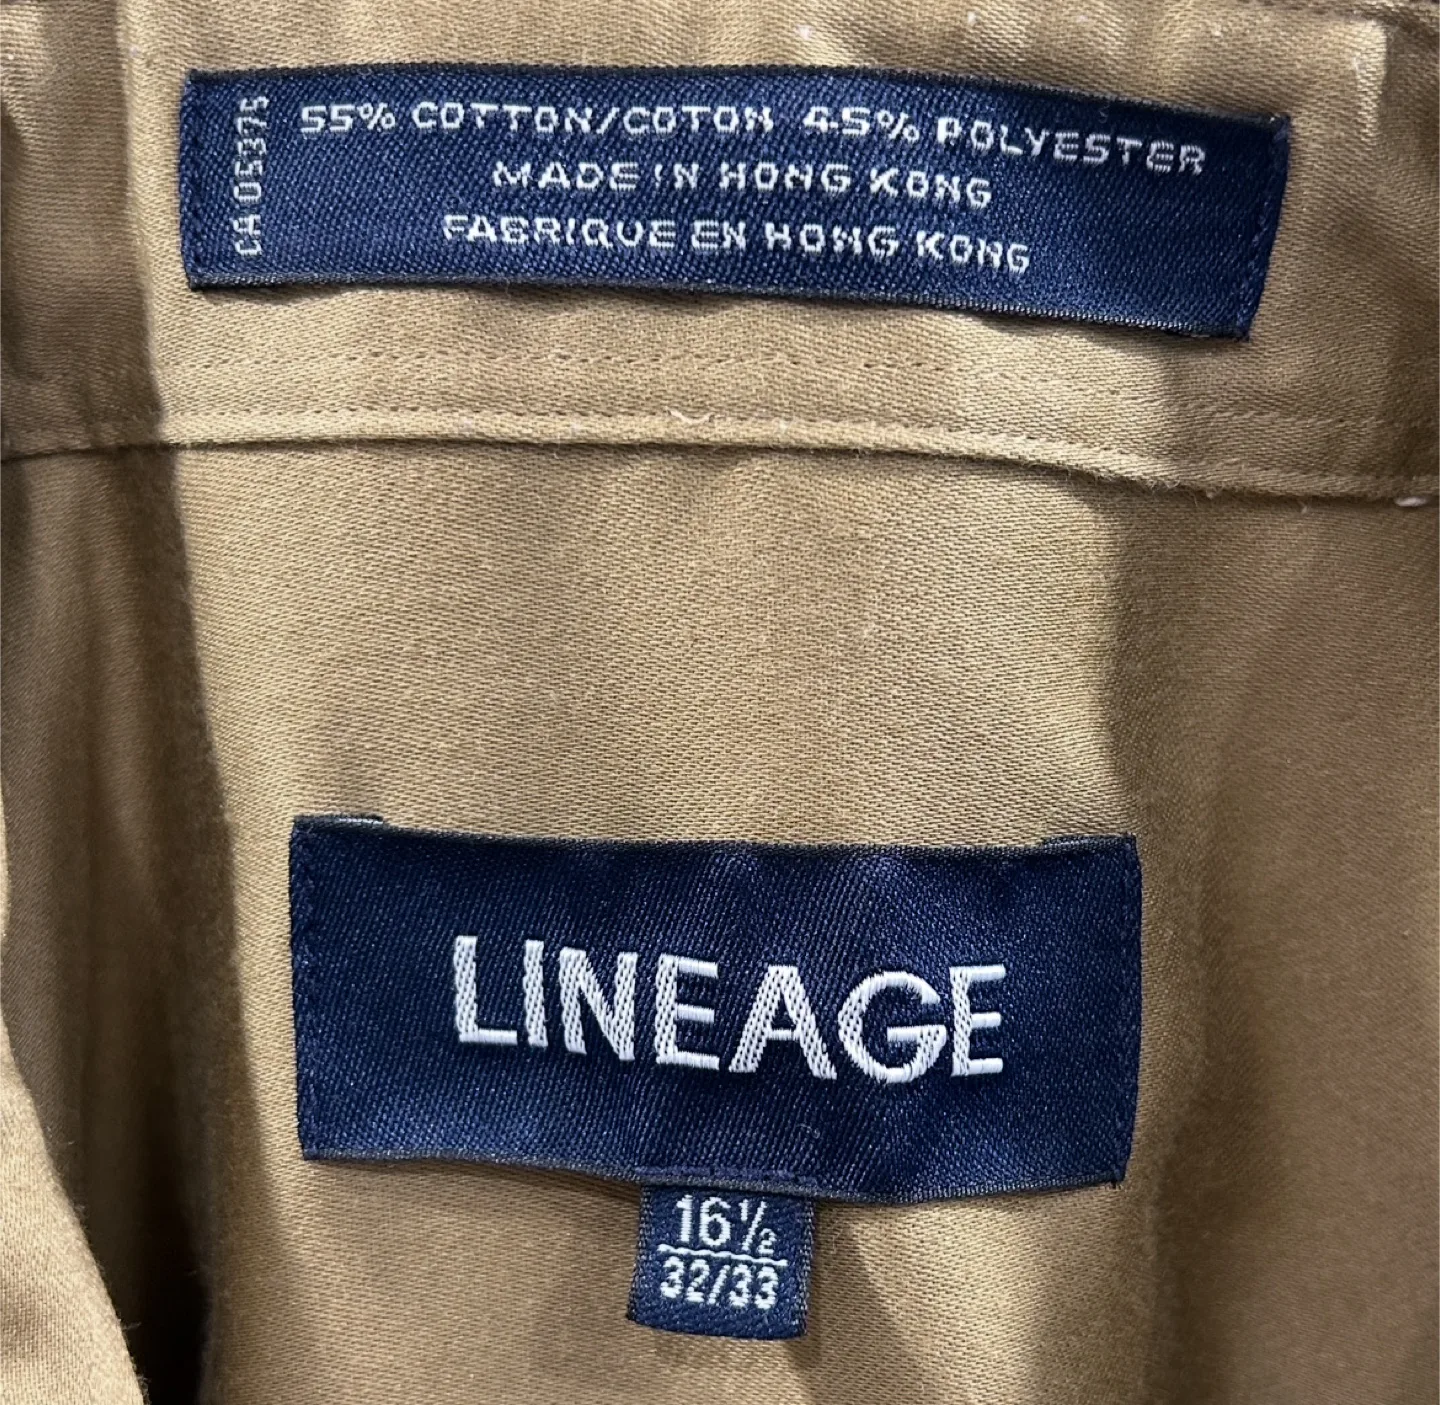 CA 05375
55% COTTON/COTON 45% POLYESTER
MADE IN HONG KONG
FABRIQUE EN HONG KONG
LINEAGE
16½
32/33